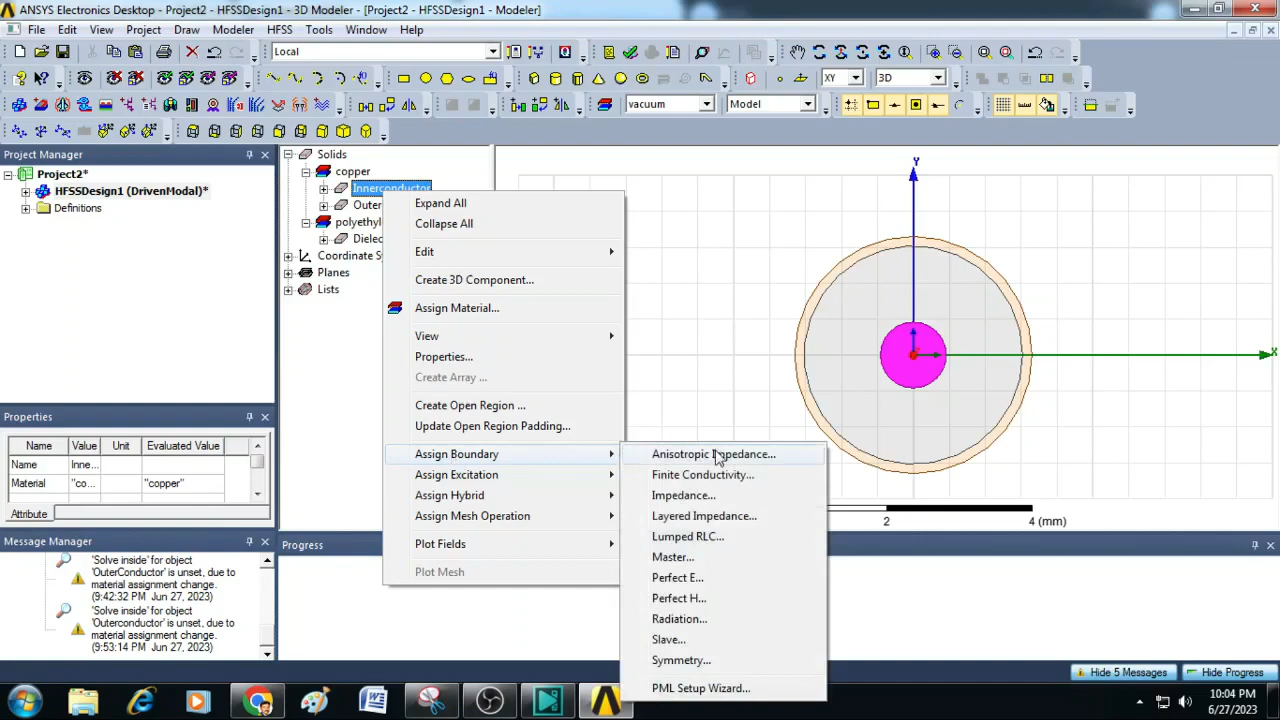 ANSYS Electronics Desktop - Project2 - HFSSDesign1 - 3D Modeler - [Project2 - HFSSDesign1 - Modeler]
File Edit View Project Draw Modeler HFSS Tools Window Help
Local
XY 3D
vacuum Model
Project Manager
Project2*
HFSSDesign1 (DrivenModal)*
Definitions
Solids
copper
Innerconductor
Outer
polyethyl
Dielec
Coordinate Sy
Planes
Lists
Expand All
Collapse All
Edit
Create 3D Component...
Assign Material...
View
Properties...
Create Array ...
Create Open Region ...
Update Open Region Padding...
Assign Boundary
Assign Excitation
Assign Hybrid
Assign Mesh Operation
Plot Fields
Plot Mesh
Anisotropic Impedance...
Finite Conductivity...
Impedance...
Layered Impedance...
Lumped RLC...
Master...
Perfect E...
Perfect H...
Radiation...
Slave...
Symmetry...
PML Setup Wizard...
Y
X
2 4 (mm)
Properties
Name Value Unit Evaluated Value
Name Inne...
Material "co... "copper"
Attribute
Message Manager
'Solve inside' for object
'OuterConductor' is unset, due to
material assignment change.
(9:42:32 PM Jun 27, 2023)
'Solve inside' for object
'Outerconductor' is unset, due to
material assignment change.
(9:53:14 PM Jun 27, 2023)
Progress
Hide 5 Messages Hide Progress
10:04 PM
6/27/2023